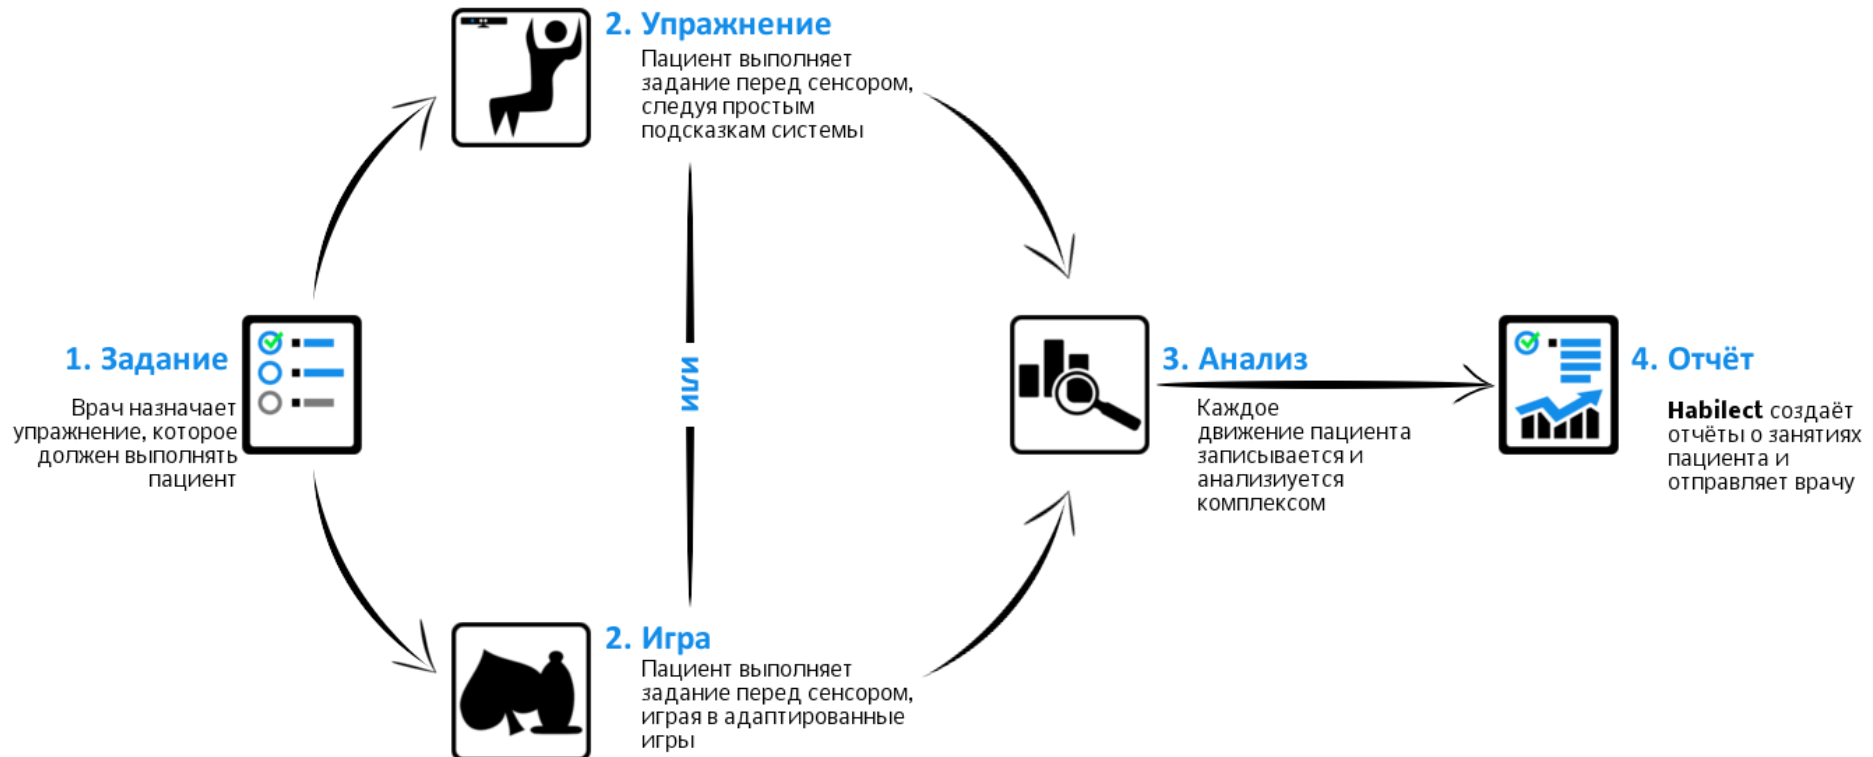 1. Задание
Врач назначает
упражнение, которое
должен выполнять
пациент
2. Упражнение
Пациент выполняет
задание перед сенсором,
следуя простым
подсказкам системы
или
2. Игра
Пациент выполняет
задание перед сенсором,
играя в адаптированные
игры
3. Анализ
Каждое
движение пациента
записывается и
анализиуется
комплексом
4. Отчёт
Habilect создаёт
отчёты о занятиях
пациента и
отправляет врачу